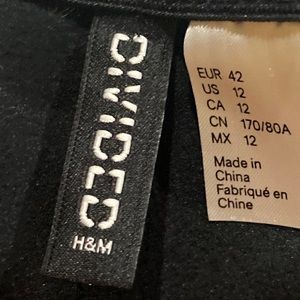 DIVIDED
H&M
EUR 42
US 12
CA 12
CN 170/80A
MX 12
Made in
China
Fabriqué en
Chine